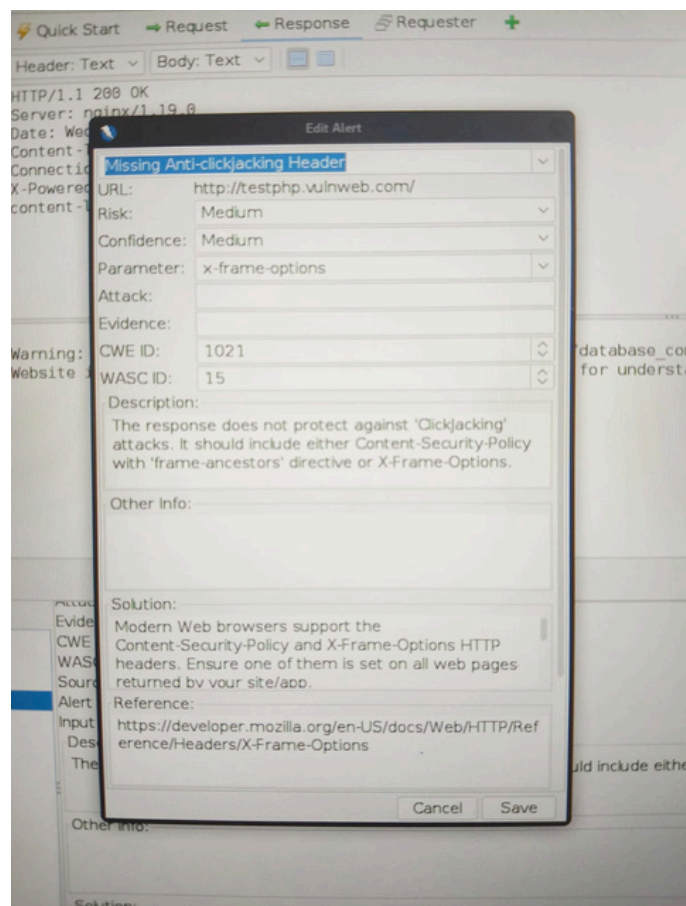 Quick Start Request Response Requester
Header: Text Body: Text
HTTP/1.1 200 OK
Server: nginx/1.19.0
Date: Wed
Content-
Connectio
X-Powered
content-
Edit Alert
Missing Anti-clickjacking Header
URL: http://testphp.vulnweb.com/
Risk: Medium
Confidence: Medium
Parameter: x-frame-options
Attack:
Evidence:
CWE ID: 1021
WASC ID: 15
Description:
The response does not protect against 'ClickJacking'
attacks. It should include either Content-Security-Policy
with 'frame-ancestors' directive or X-Frame-Options.
Other Info:
Solution:
Modern Web browsers support the
Content-Security-Policy and X-Frame-Options HTTP
headers. Ensure one of them is set on all web pages
returned by your site/app.
Reference:
https://developer.mozilla.org/en-US/docs/Web/HTTP/Ref
erence/Headers/X-Frame-Options
Cancel Save
Warning: database_co
Website for underst
Evide
CWE
WAS
Sourc
Alert
Input
Des
The uld include eithe
Other Info: